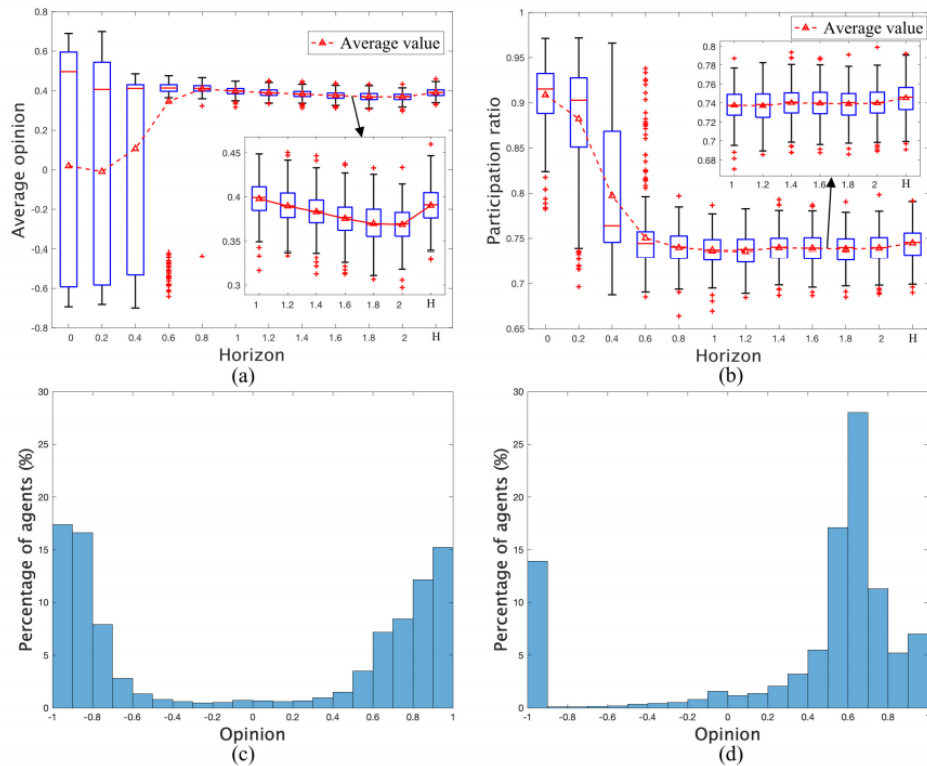 0.8
0.6
0.4
0.2
0
-0.2
-0.4
-0.6
-0.8
Average opinion
Average value
0.45
0.4
0.35
0.3
1 1.2 1.4 1.6 1.8 2 H
0 0.2 0.4 0.6 0.8 1.0 1.2 1.4 1.6 1.8 2 H
Horizon
(a)
1
0.95
0.9
0.85
0.8
0.75
0.7
0.65
Participation ratio
Average value
0.8
0.78
0.76
0.74
0.72
0.7
0.68
1 1.2 1.4 1.6 1.8 2 H
0 0.2 0.4 0.6 0.8 1.0 1.2 1.4 1.6 1.8 2 H
Horizon
(b)
30
25
20
15
10
5
0
Percentage of agents (%)
-1 -0.8 -0.6 -0.4 -0.2 0 0.2 0.4 0.6 0.8 1
Opinion
(c)
30
25
20
15
10
5
0
Percentage of agents (%)
-1 -0.8 -0.6 -0.4 -0.2 0 0.2 0.4 0.6 0.8 1
Opinion
(d)